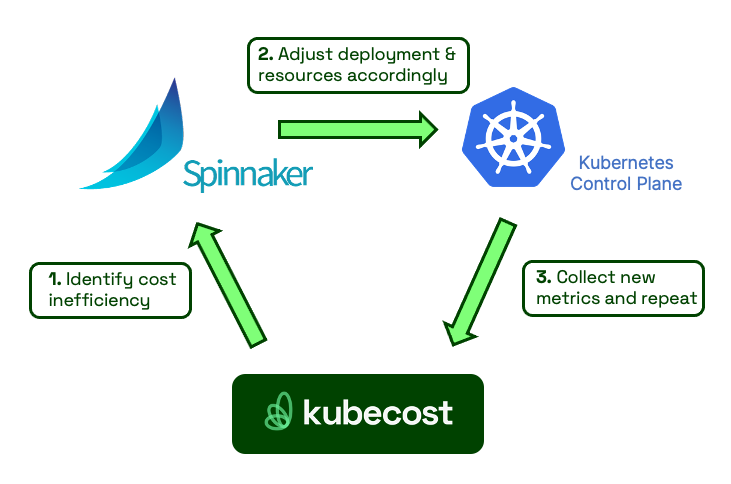 2. Adjust deployment &
resources accordingly
Spinnaker
Kubernetes
Control Plane
1. Identify cost
inefficiency
3. Collect new
metrics and repeat
kubecost